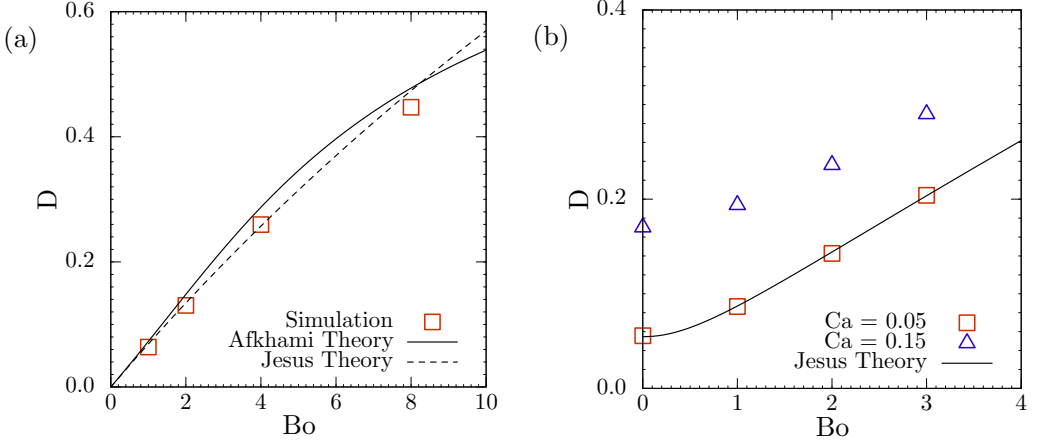 (a)
0.6
0.4
D
0.2
0.0
Simulation
Afkhami Theory
Jesus Theory
0 2 4 6 8 10
Bo
(b)
0.4
0.2
D
0.0
Ca = 0.05
Ca = 0.15
Jesus Theory
0 1 2 3 4
Bo